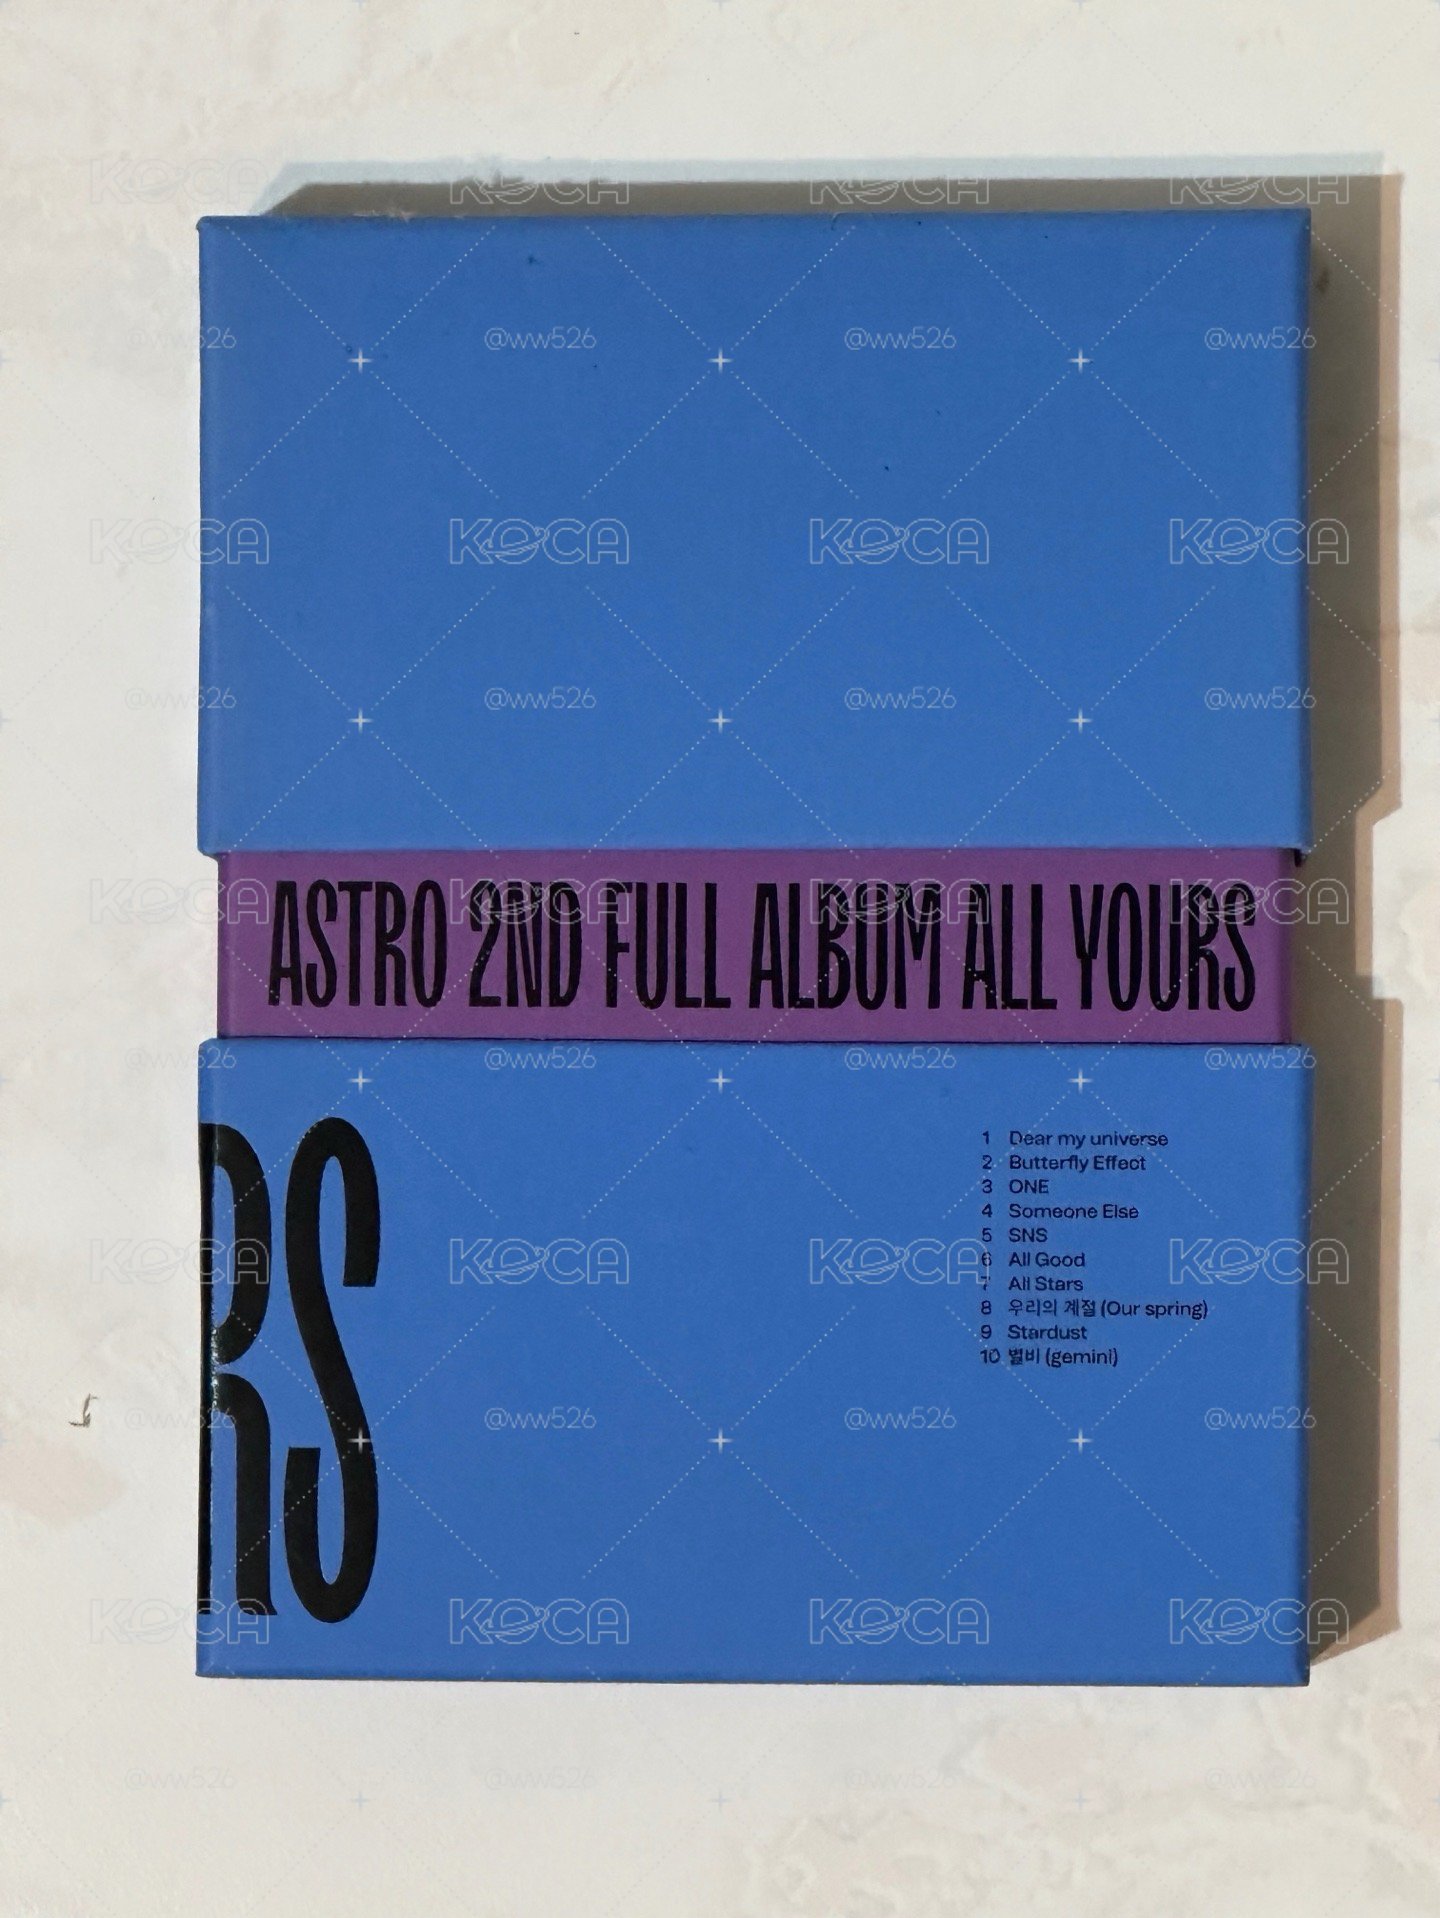 ASTRO 2ND FULL ALBUM ALL YOURS
RS
1 Dear my universe
2 Butterfly Effect
3 ONE
4 Someone Else
5 SNS
6 All Good
7 All Stars
8 우리의 계절 (Our spring)
9 Stardust
10 별비 (gemini)
KOCA
@ww526